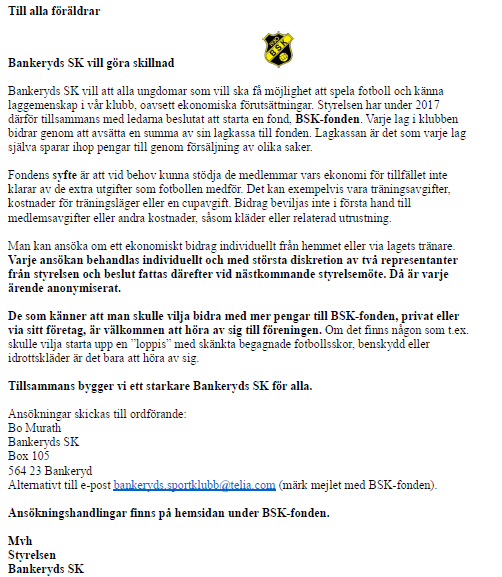 Till alla föräldrar
BSK
Bankeryds SK vill göra skillnad
Bankeryds SK vill att alla ungdomar som vill ska få möjlighet att spela fotboll och känna
laggemenskap i vår klubb, oavsett ekonomiska förutsättningar. Styrelsen har under 2017
därför tillsammans med ledarna beslutat att starta en fond, BSK-fonden. Varje lag i klubben
bidrar genom att avsätta en summa av sin lagkassa till fonden. Lagkassan är det som varje lag
själva sparar ihop pengar till genom försäljning av olika saker.
Fondens syfte är att vid behov kunna stödja de medlemmar vars ekonomi för tillfället inte
klarar av de extra utgifter som fotbollen medför. Det kan exempelvis vara träningsavgifter,
kostnader för träningsläger eller en cupavgift. Bidrag beviljas inte i första hand till
medlemsavgifter eller andra kostnader, såsom kläder eller relaterad utrustning.
Man kan ansöka om ett ekonomiskt bidrag individuellt från hemmet eller via lagets tränare.
Varje ansökan behandlas individuellt och med största diskretion av två representanter
från styrelsen och beslut fattas därefter vid nästkommande styrelsemöte. Då är varje
ärende anonymiserat.
De som känner att man skulle vilja bidra med mer pengar till BSK-fonden, privat eller
via sitt företag, är välkommen att höra av sig till föreningen. Om det finns någon som t.ex.
skulle vilja starta upp en ”loppis” med skänkta begagnade fotbollsskor, benskydd eller
idrottskläder är det bara att höra av sig.
Tillsammans bygger vi ett starkare Bankeryds SK för alla.
Ansökningar skickas till ordförande:
Bo Murath
Bankeryds SK
Box 105
564 23 Bankeryd
Alternativt till e-post bankeryds.sportklubb@telia.com (märk mejlet med BSK-fonden).
Ansökningshandlingar finns på hemsidan under BSK-fonden.
Mvh
Styrelsen
Bankeryds SK